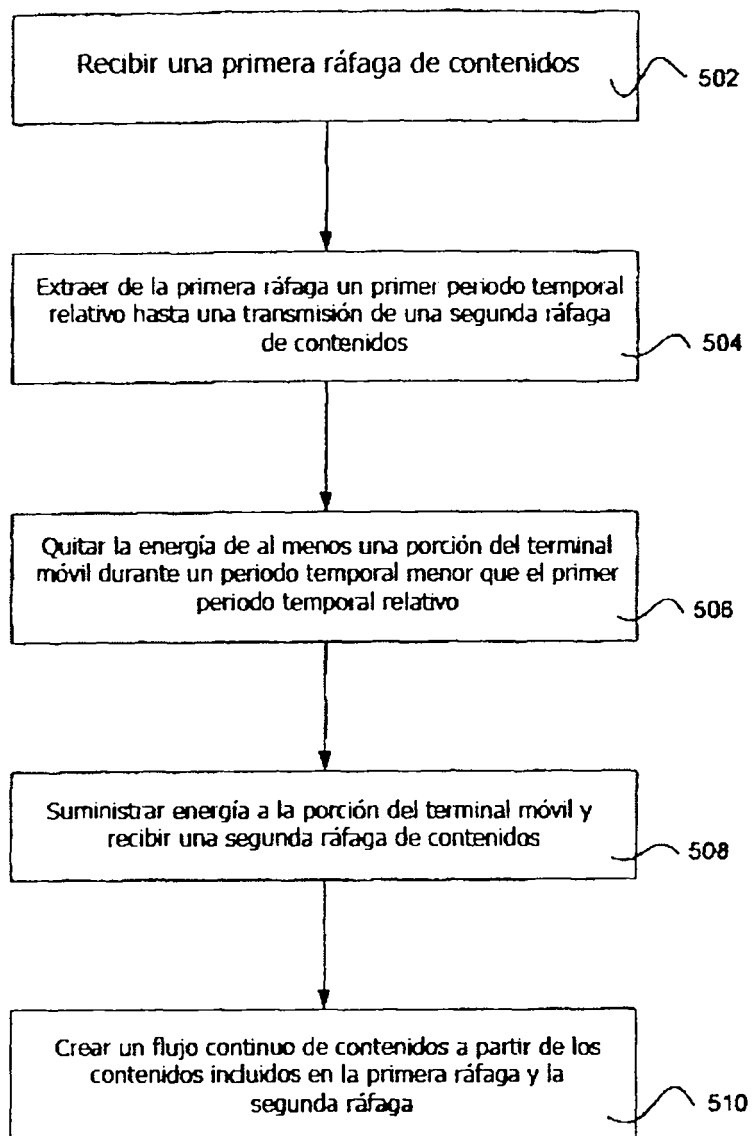 Recibir una primera ráfaga de contenidos
502
Extraer de la primera ráfaga un primer periodo temporal
relativo hasta una transmisión de una segunda ráfaga
de contenidos
504
Quitar la energía de al menos una porción del terminal
móvil durante un periodo temporal menor que el primer
periodo temporal relativo
506
Suministrar energía a la porción del terminal móvil y
recibir una segunda ráfaga de contenidos
508
Crear un flujo continuo de contenidos a partir de los
contenidos incluidos en la primera ráfaga y la
segunda ráfaga
510